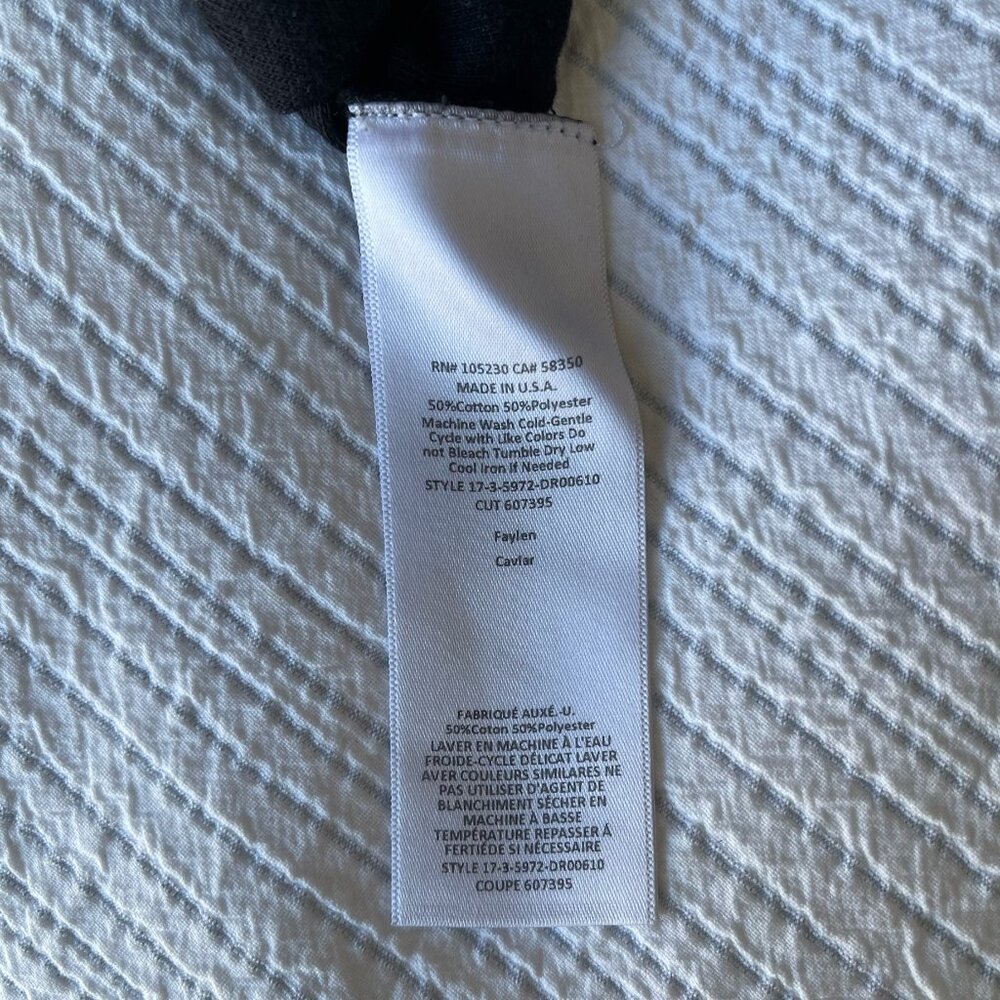 RN# 105230 CA# 58350
MADE IN U.S.A.
50%Cotton 50%Polyester
Machine Wash Cold-Gentle
Cycle with Like Colors Do
not Bleach Tumble Dry Low
Cool Iron if Needed
STYLE 17-3-5972-DR00610
CUT 607395
Faylen
Caviar
FABRIQUÉ AUXÉ.-U.
50%Coton 50%Polyester
LAVER EN MACHINE À L'EAU
FROIDE-CYCLE DÉLICAT LAVER
AVER COULEURS SIMILARES NE
PAS UTILISER D'AGENT DE
BLANCHIMENT SÉCHER EN
MACHINE À BASSE
TEMPÉRATURE REPASSER Á
FERTIÉDE SI NÉCESSAIRE
STYLE 17-3-5972-DR00610
COUPE 607395